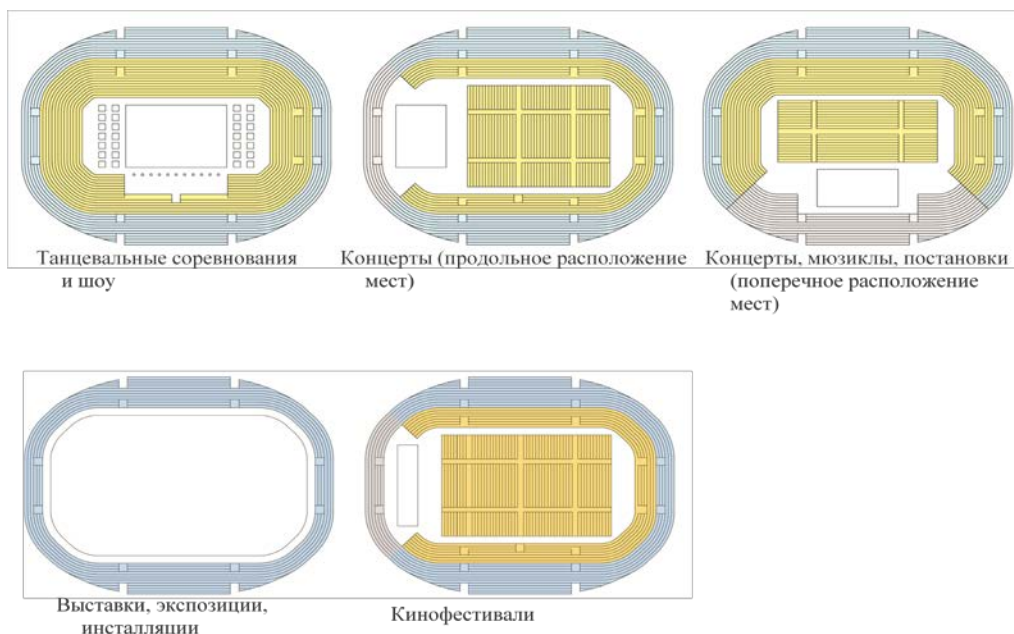 Танцевальные соревнования
и шоу
Концерты (продольное расположение
мест)
Концерты, мюзиклы, постановки
(поперечное расположение
мест)
Выставки, экспозиции,
инсталляции
Кинофестивали